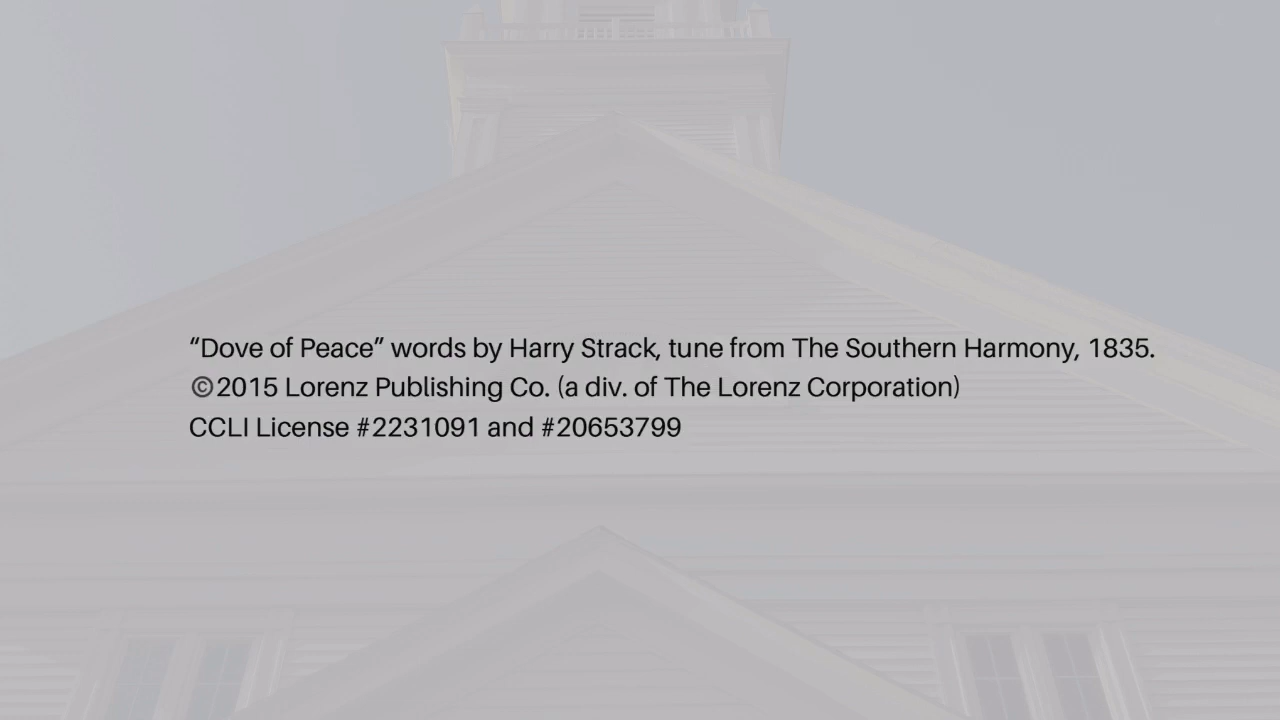 “Dove of Peace” words by Harry Strack, tune from The Southern Harmony, 1835.
©2015 Lorenz Publishing Co. (a div. of The Lorenz Corporation)
CCLI License #2231091 and #20653799